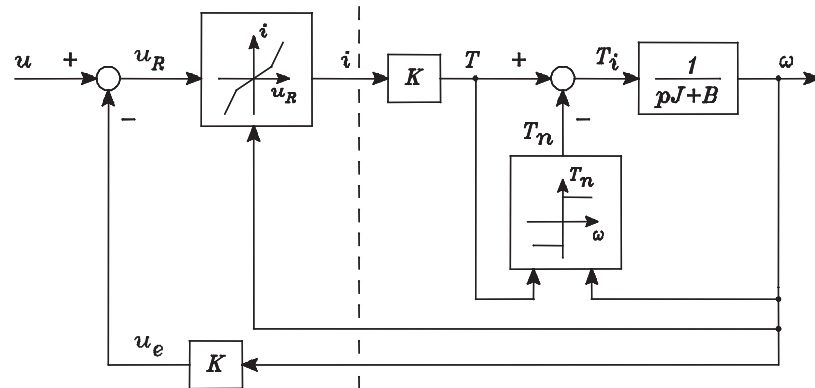 u
+
−
u_R
i
u_R
i
K
T
+
−
T_i
1
pJ+B
ω
T_n
T_n
ω
u_e
K